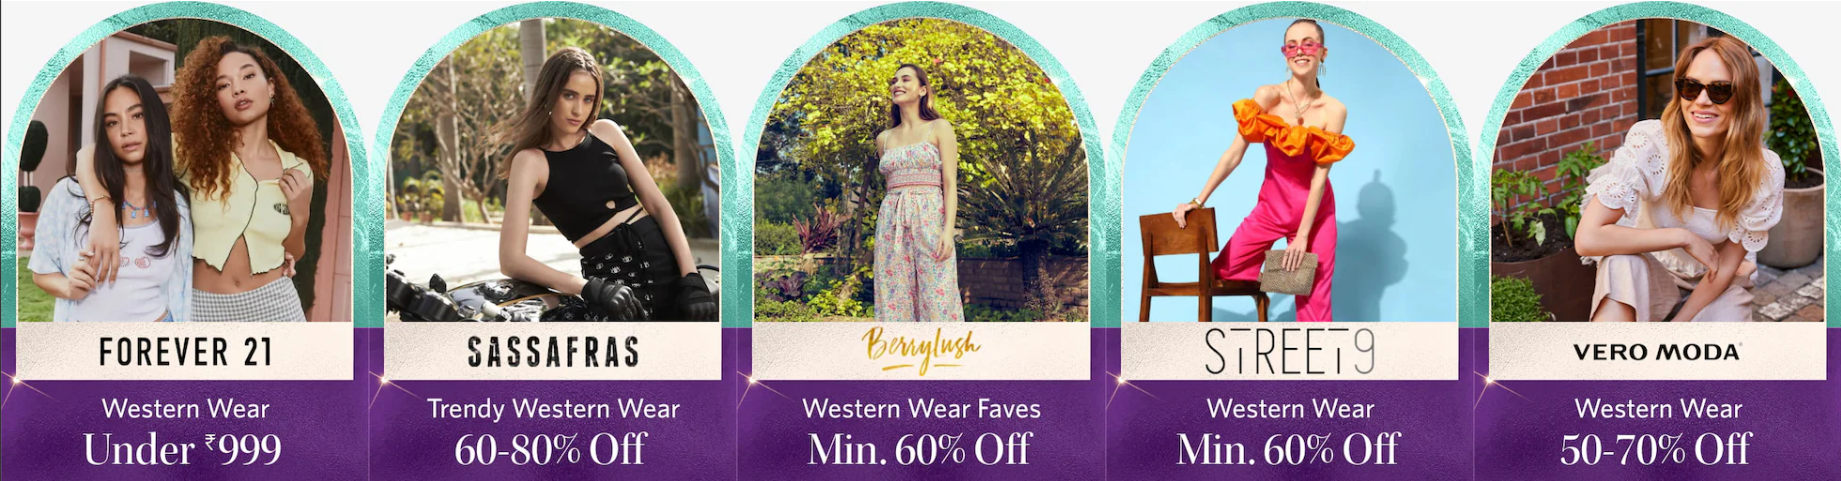 FOREVER 21
Western Wear
Under ₹999
SASSAFRAS
Trendy Western Wear
60-80% Off
Berrylush
Western Wear Faves
Min. 60% Off
STREET9
Western Wear
Min. 60% Off
VERO MODA
Western Wear
50-70% Off